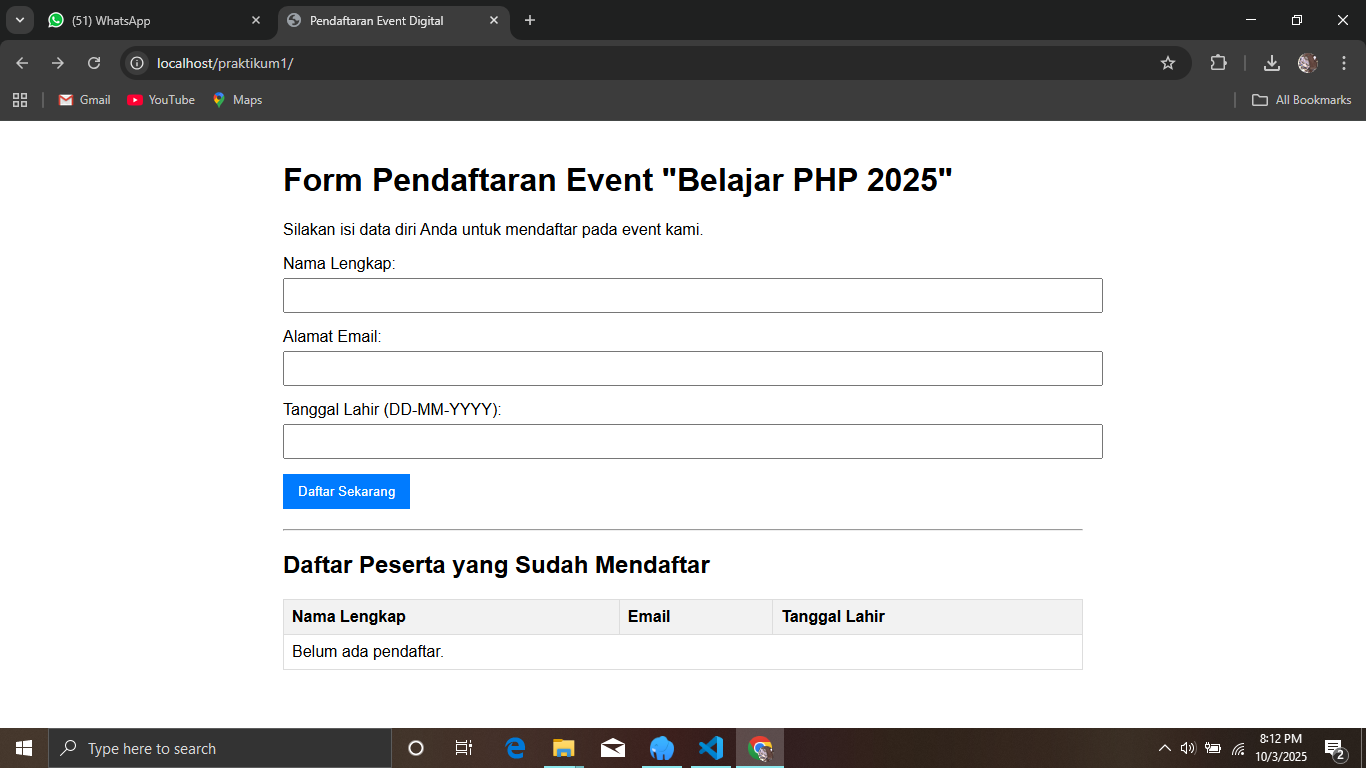 (51) WhatsApp
Pendaftaran Event Digital
localhost/praktikum1/
Gmail
YouTube
Maps
All Bookmarks
Form Pendaftaran Event "Belajar PHP 2025"
Silakan isi data diri Anda untuk mendaftar pada event kami.
Nama Lengkap:
Alamat Email:
Tanggal Lahir (DD-MM-YYYY):
Daftar Sekarang
Daftar Peserta yang Sudah Mendaftar
Nama Lengkap Email Tanggal Lahir
Belum ada pendaftar.
Type here to search
8:12 PM
10/3/2025
2